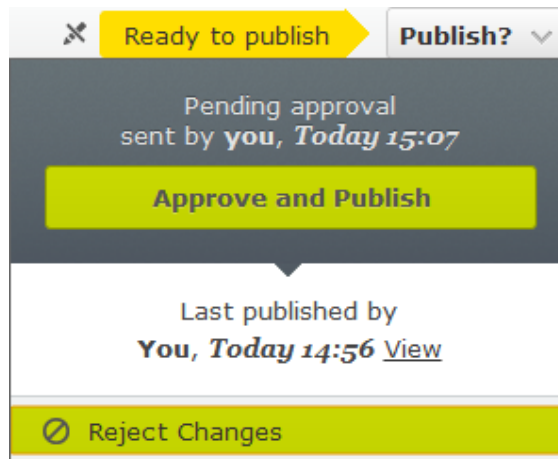 Ready to publish Publish?
Pending approval
sent by you, Today 15:07
Approve and Publish
Last published by
You, Today 14:56 View
Reject Changes